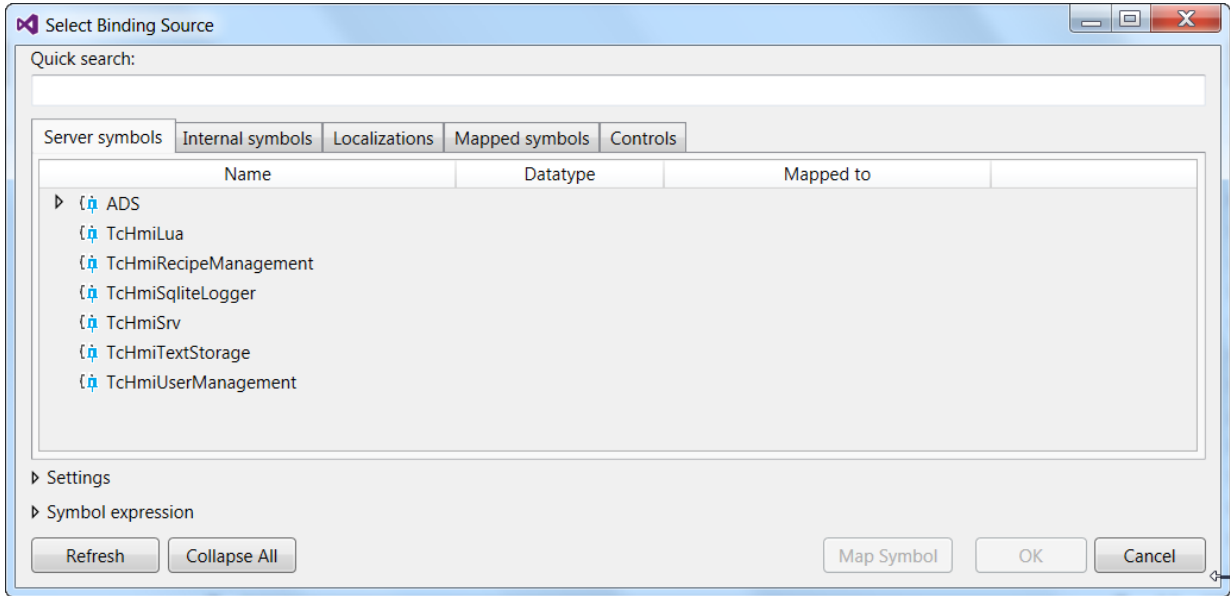 Select Binding Source
Quick search:
Server symbols Internal symbols Localizations Mapped symbols Controls
Name Datatype Mapped to
ADS
TcHmiLua
TcHmiRecipeManagement
TcHmiSqliteLogger
TcHmiSrv
TcHmiTextStorage
TcHmiUserManagement
Settings
Symbol expression
Refresh Collapse All Map Symbol OK Cancel